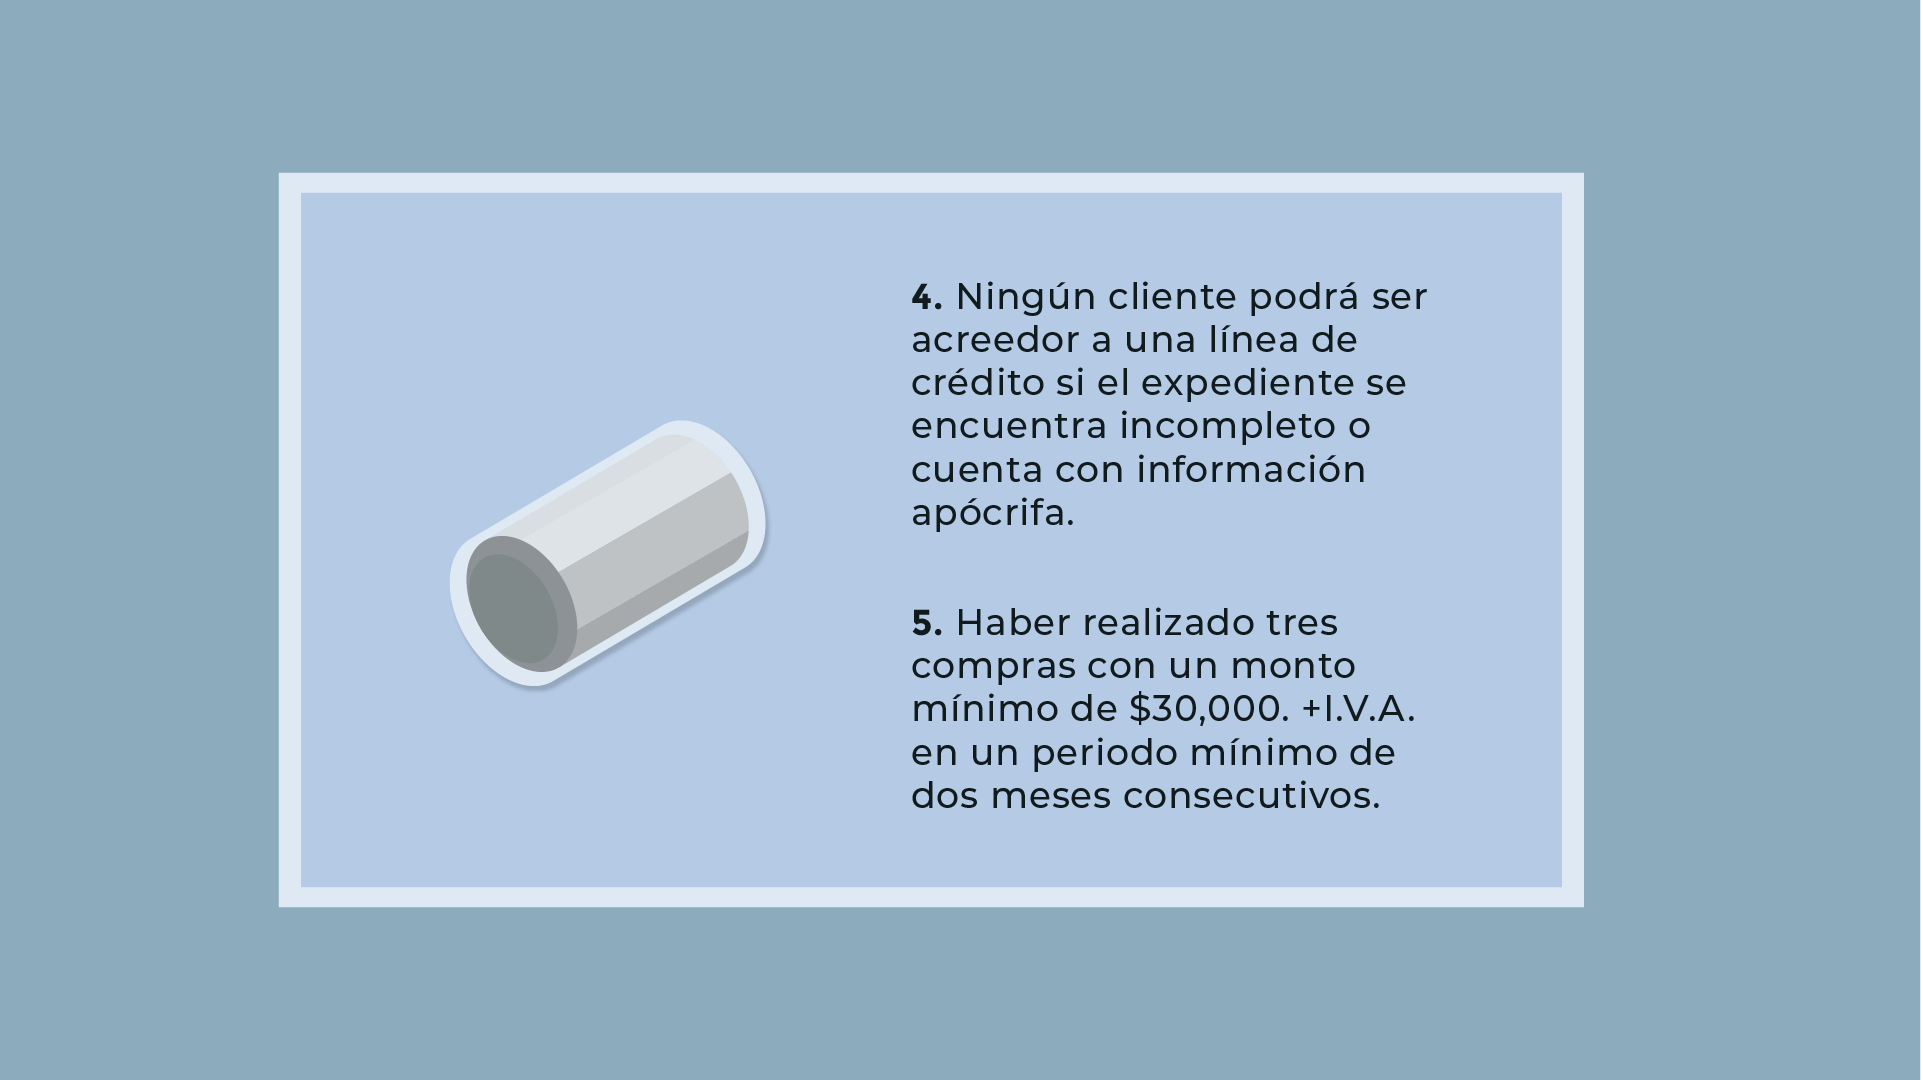 4. Ningún cliente podrá ser
acreedor a una línea de
crédito si el expediente se
encuentra incompleto o
cuenta con información
apócrifa.
5. Haber realizado tres
compras con un monto
mínimo de $30,000. +I.V.A.
en un periodo mínimo de
dos meses consecutivos.